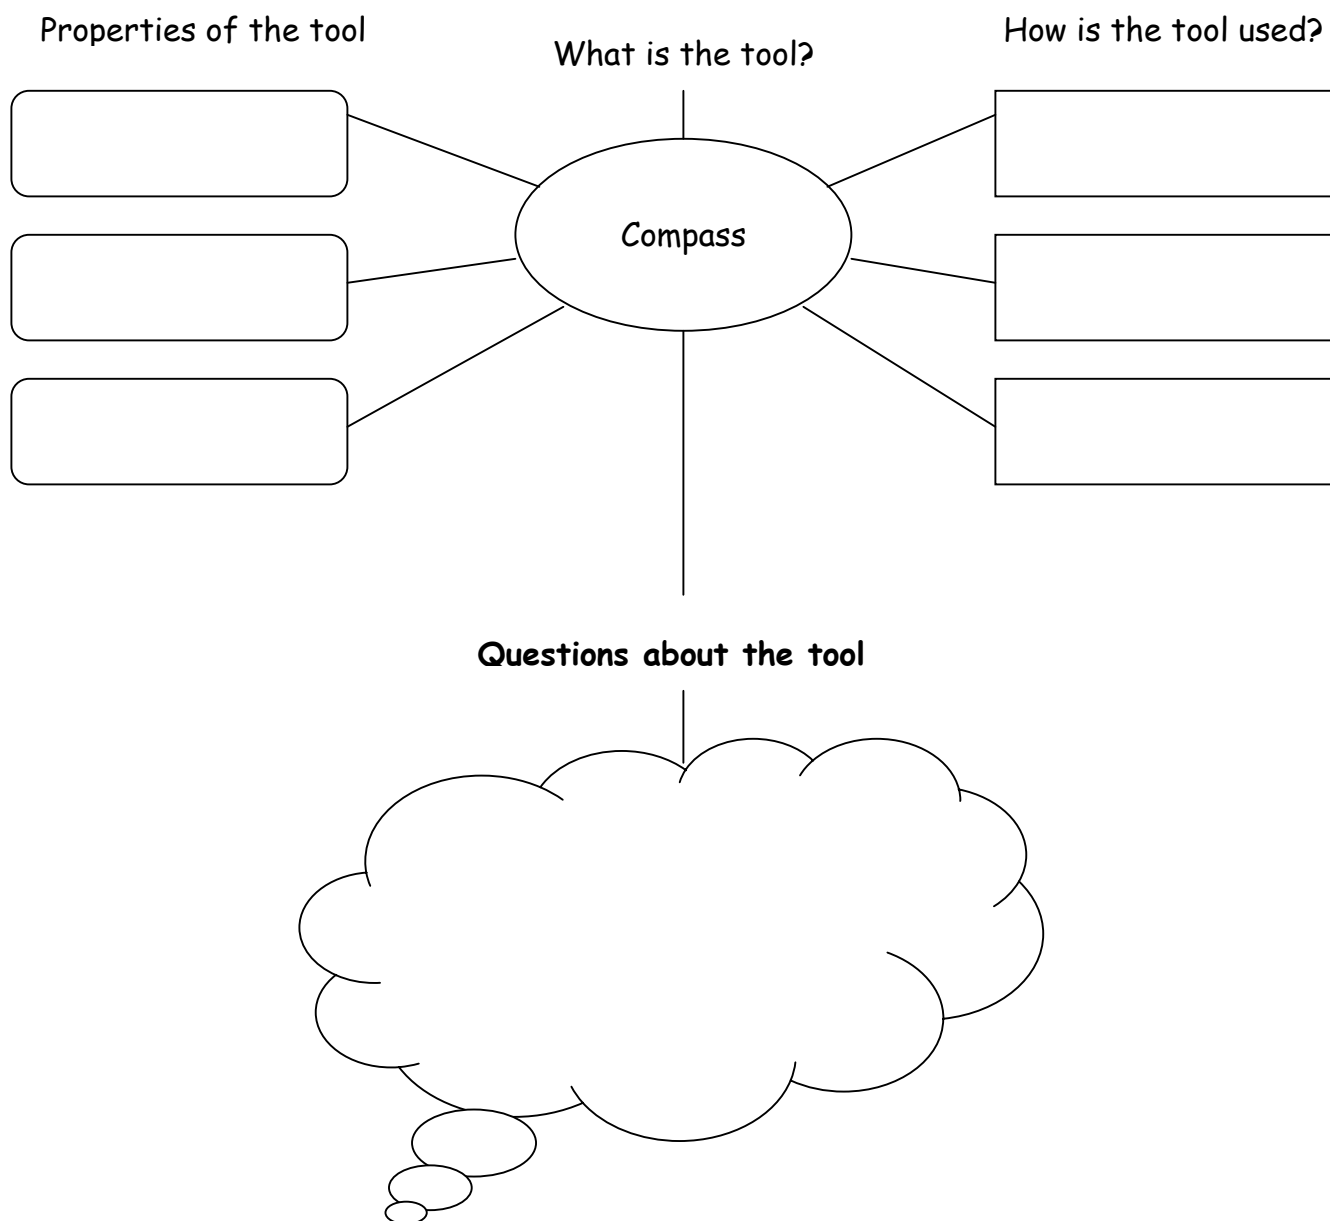 Properties of the tool
What is the tool?
How is the tool used?
Compass
Questions about the tool